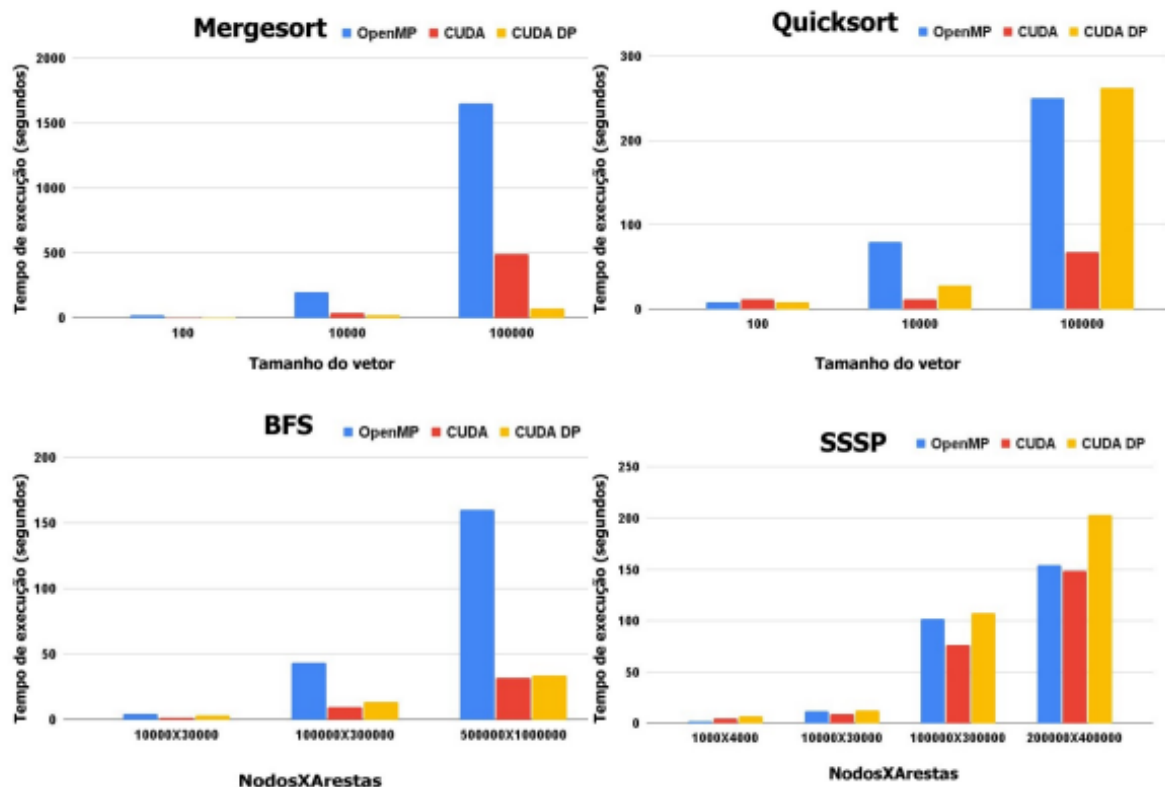 Mergesort
OpenMP CUDA CUDA DP
Tempo de execução (segundos)
2000
1500
1000
500
0
100 10000 100000
Tamanho do vetor
Quicksort
OpenMP CUDA CUDA DP
Tempo de execução (segundos)
300
200
100
0
100 10000 100000
Tamanho do vetor
BFS
OpenMP CUDA CUDA DP
Tempo de execução (segundos)
200
150
100
50
0
10000X30000 100000X300000 500000X1000000
NodosXArestas
SSSP
OpenMP CUDA CUDA DP
Tempo de execução (segundos)
250
200
150
100
50
0
1000X4000 10000X30000 100000X300000 200000X400000
NodosXArestas